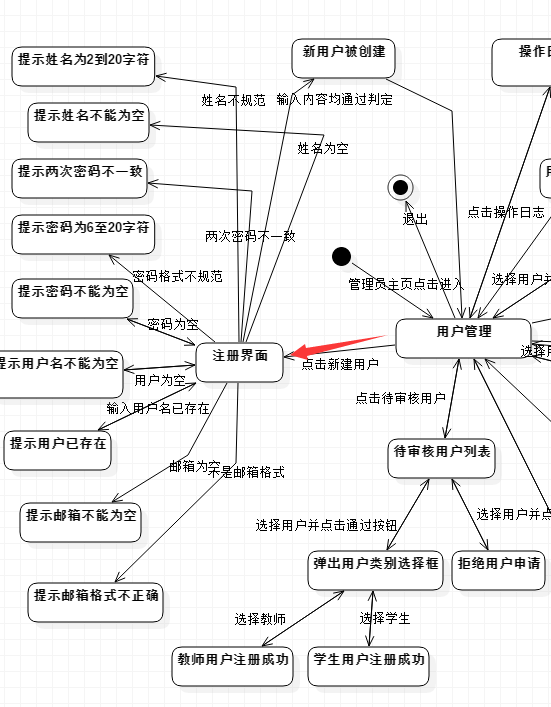 提示姓名为2到20字符
新用户被创建
操作日
姓名不规范
输入内容均通过判定
提示姓名不能为空
姓名为空
提示两次密码不一致
点击操作日志
退出
提示密码为6至20字符
两次密码不一致
密码格式不规范
管理员主页点击进入
选择用户并
提示密码不能为空
密码为空
用户管理
注册界面
选择用
提示用户名不能为空
点击新建用户
用户为空
输入用户名已存在
点击待审核用户
提示用户已存在
待审核用户列表
邮箱为空
不是邮箱格式
提示邮箱不能为空
选择用户并点
选择用户并点击通过按钮
弹出用户类别选择框
拒绝用户申请
提示邮箱格式不正确
选择教师
选择学生
教师用户注册成功
学生用户注册成功